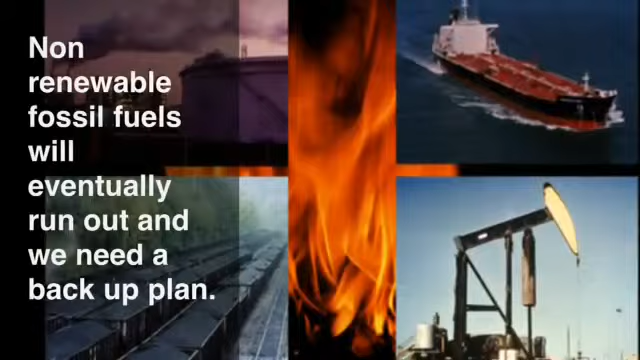 Non
renewable
fossil fuels
will
eventually
run out and
we need a
back up plan.